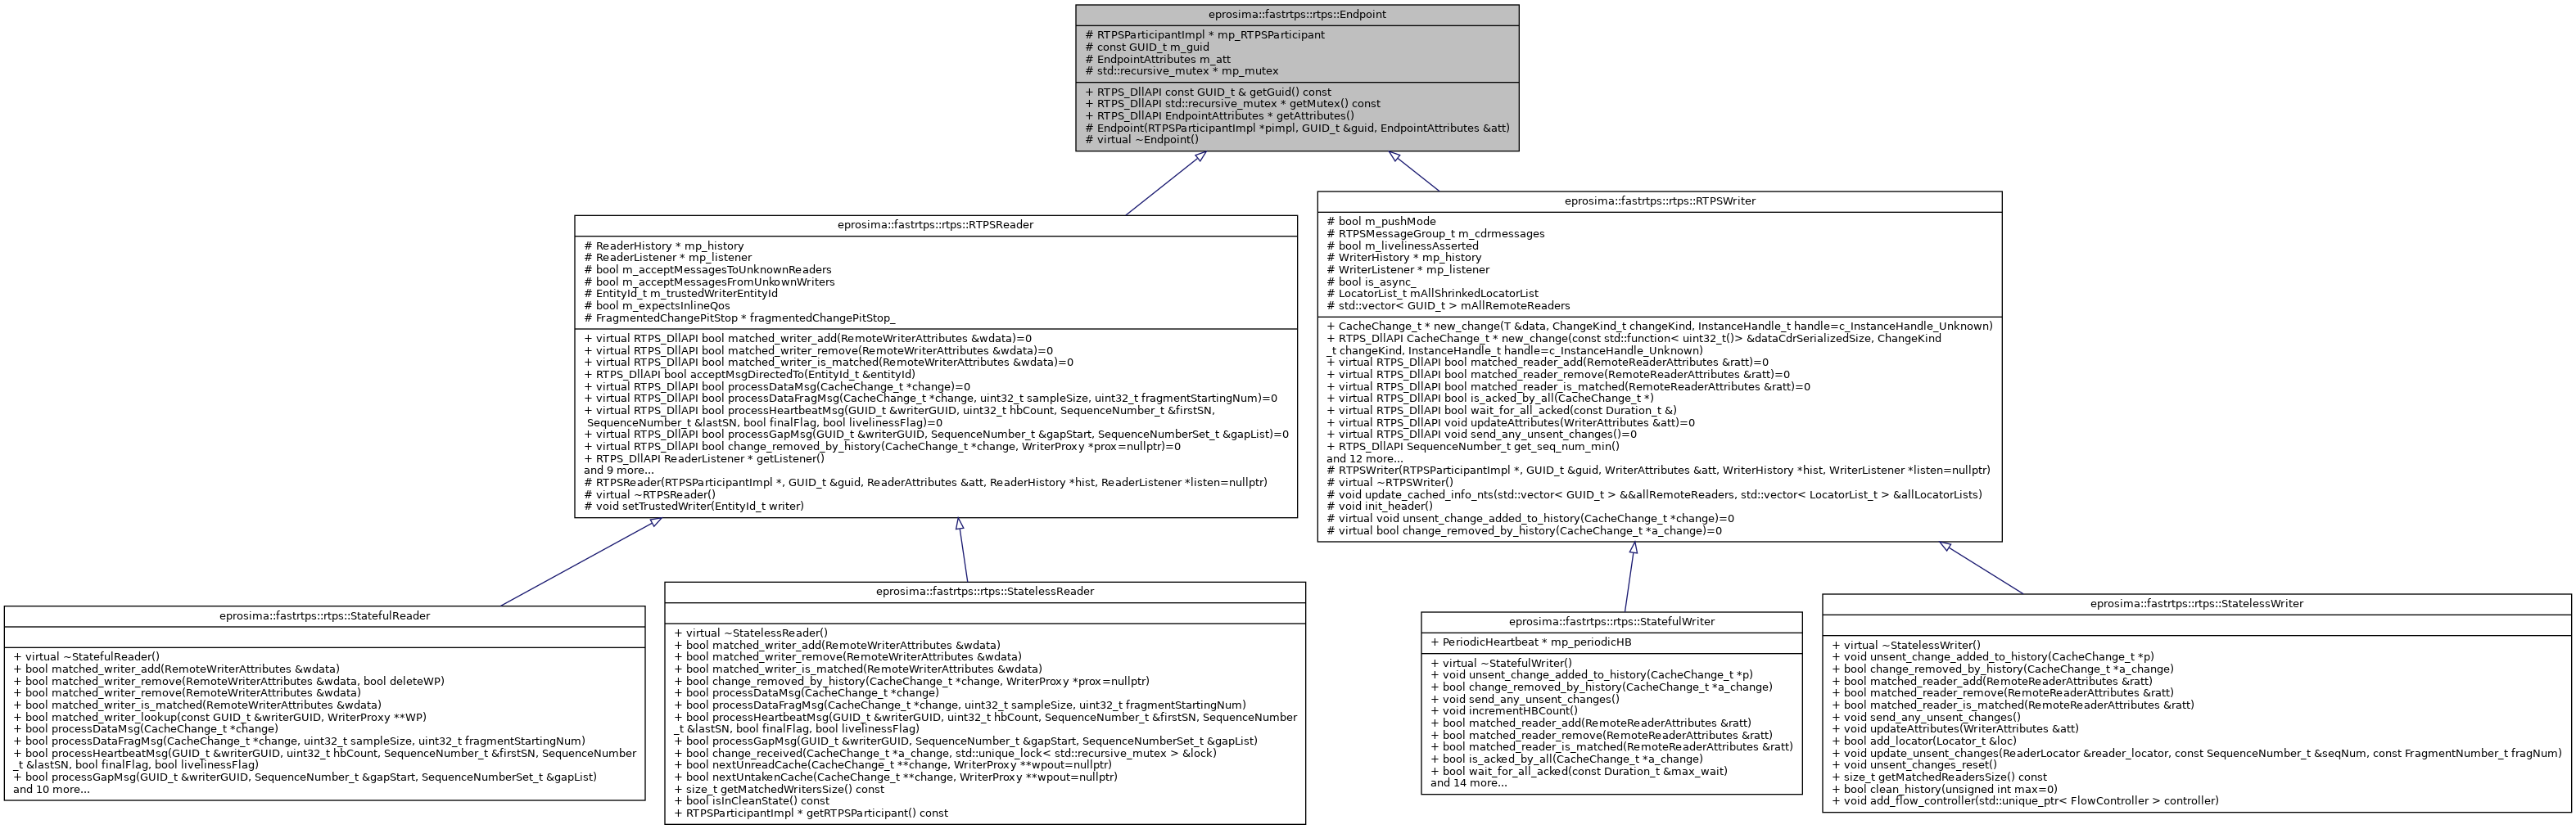 eprosima::fastrtps::rtps::Endpoint
# RTPSParticipantImpl * mp_RTPSParticipant
# const GUID_t m_guid
# EndpointAttributes m_att
# std::recursive_mutex * mp_mutex
+ RTPS_DllAPI const GUID_t & getGuid() const
+ RTPS_DllAPI std::recursive_mutex * getMutex() const
+ RTPS_DllAPI EndpointAttributes * getAttributes()
# Endpoint(RTPSParticipantImpl *pimpl, GUID_t &guid, EndpointAttributes &att)
# virtual ~Endpoint()
eprosima::fastrtps::rtps::RTPSReader
# ReaderHistory * mp_history
# ReaderListener * mp_listener
# bool m_acceptMessagesToUnknownReaders
# bool m_acceptMessagesFromUnkownWriters
# EntityId_t m_trustedWriterEntityId
# bool m_expectsInlineQos
# FragmentedChangePitStop * fragmentedChangePitStop_
+ virtual RTPS_DllAPI bool matched_writer_add(RemoteWriterAttributes &wdata)=0
+ virtual RTPS_DllAPI bool matched_writer_remove(RemoteWriterAttributes &wdata)=0
+ virtual RTPS_DllAPI bool matched_writer_is_matched(RemoteWriterAttributes &wdata)=0
+ RTPS_DllAPI bool acceptMsgDirectedTo(EntityId_t &entityId)
+ virtual RTPS_DllAPI bool processDataMsg(CacheChange_t *change)=0
+ virtual RTPS_DllAPI bool processDataFragMsg(CacheChange_t *change, uint32_t sampleSize, uint32_t fragmentStartingNum)=0
+ virtual RTPS_DllAPI bool processHeartbeatMsg(GUID_t &writerGUID, uint32_t hbCount, SequenceNumber_t &firstSN,
SequenceNumber_t &lastSN, bool finalFlag, bool livelinessFlag)=0
+ virtual RTPS_DllAPI bool processGapMsg(GUID_t &writerGUID, SequenceNumber_t &gapStart, SequenceNumberSet_t &gapList)=0
+ virtual RTPS_DllAPI bool change_removed_by_history(CacheChange_t *change, WriterProxy *prox=nullptr)=0
+ RTPS_DllAPI ReaderListener * getListener()
and 9 more...
# RTPSReader(RTPSParticipantImpl *, GUID_t &guid, ReaderAttributes &att, ReaderHistory *hist, ReaderListener *listen=nullptr)
# virtual ~RTPSReader()
# void setTrustedWriter(EntityId_t writer)
eprosima::fastrtps::rtps::RTPSWriter
# bool m_pushMode
# RTPSMessageGroup_t m_cdrmessages
# bool m_livelinessAsserted
# WriterHistory * mp_history
# WriterListener * mp_listener
# bool is_async_
# LocatorList_t mAllShrinkedLocatorList
# std::vector< GUID_t > mAllRemoteReaders
+ CacheChange_t * new_change(T &data, ChangeKind_t changeKind, InstanceHandle_t handle=c_InstanceHandle_Unknown)
+ RTPS_DllAPI CacheChange_t * new_change(const std::function< uint32_t()> &dataCdrSerializedSize, ChangeKind
_t changeKind, InstanceHandle_t handle=c_InstanceHandle_Unknown)
+ virtual RTPS_DllAPI bool matched_reader_add(RemoteReaderAttributes &ratt)=0
+ virtual RTPS_DllAPI bool matched_reader_remove(RemoteReaderAttributes &ratt)=0
+ virtual RTPS_DllAPI bool matched_reader_is_matched(RemoteReaderAttributes &ratt)=0
+ virtual RTPS_DllAPI bool is_acked_by_all(CacheChange_t *)
+ virtual RTPS_DllAPI bool wait_for_all_acked(const Duration_t &)
+ virtual RTPS_DllAPI void updateAttributes(WriterAttributes &att)=0
+ virtual RTPS_DllAPI void send_any_unsent_changes()=0
+ RTPS_DllAPI SequenceNumber_t get_seq_num_min()
and 12 more...
# RTPSWriter(RTPSParticipantImpl *, GUID_t &guid, WriterAttributes &att, WriterHistory *hist, WriterListener *listen=nullptr)
# virtual ~RTPSWriter()
# void update_cached_info_nts(std::vector< GUID_t > &&allRemoteReaders, std::vector< LocatorList_t > &allLocatorLists)
# void init_header()
# virtual void unsent_change_added_to_history(CacheChange_t *change)=0
# virtual bool change_removed_by_history(CacheChange_t *a_change)=0
eprosima::fastrtps::rtps::StatefulReader
+ virtual ~StatefulReader()
+ bool matched_writer_add(RemoteWriterAttributes &wdata)
+ bool matched_writer_remove(RemoteWriterAttributes &wdata, bool deleteWP)
+ bool matched_writer_remove(RemoteWriterAttributes &wdata)
+ bool matched_writer_is_matched(RemoteWriterAttributes &wdata)
+ bool matched_writer_lookup(const GUID_t &writerGUID, WriterProxy **WP)
+ bool processDataMsg(CacheChange_t *change)
+ bool processDataFragMsg(CacheChange_t *change, uint32_t sampleSize, uint32_t fragmentStartingNum)
+ bool processHeartbeatMsg(GUID_t &writerGUID, uint32_t hbCount, SequenceNumber_t &firstSN, SequenceNumber
_t &lastSN, bool finalFlag, bool livelinessFlag)
+ bool processGapMsg(GUID_t &writerGUID, SequenceNumber_t &gapStart, SequenceNumberSet_t &gapList)
and 10 more...
eprosima::fastrtps::rtps::StatelessReader
+ virtual ~StatelessReader()
+ bool matched_writer_add(RemoteWriterAttributes &wdata)
+ bool matched_writer_remove(RemoteWriterAttributes &wdata)
+ bool matched_writer_is_matched(RemoteWriterAttributes &wdata)
+ bool change_removed_by_history(CacheChange_t *change, WriterProxy *prox=nullptr)
+ bool processDataMsg(CacheChange_t *change)
+ bool processDataFragMsg(CacheChange_t *change, uint32_t sampleSize, uint32_t fragmentStartingNum)
+ bool processHeartbeatMsg(GUID_t &writerGUID, uint32_t hbCount, SequenceNumber_t &firstSN, SequenceNumber
_t &lastSN, bool finalFlag, bool livelinessFlag)
+ bool processGapMsg(GUID_t &writerGUID, SequenceNumber_t &gapStart, SequenceNumberSet_t &gapList)
+ bool change_received(CacheChange_t *a_change, std::unique_lock< std::recursive_mutex > &lock)
+ bool nextUnreadCache(CacheChange_t **change, WriterProxy **wpout=nullptr)
+ bool nextUntakenCache(CacheChange_t **change, WriterProxy **wpout=nullptr)
+ size_t getMatchedWritersSize() const
+ bool isInCleanState() const
+ RTPSParticipantImpl * getRTPSParticipant() const
eprosima::fastrtps::rtps::StatefulWriter
+ PeriodicHeartbeat * mp_periodicHB
+ virtual ~StatefulWriter()
+ void unsent_change_added_to_history(CacheChange_t *p)
+ bool change_removed_by_history(CacheChange_t *a_change)
+ void send_any_unsent_changes()
+ void incrementHBCount()
+ bool matched_reader_add(RemoteReaderAttributes &ratt)
+ bool matched_reader_remove(RemoteReaderAttributes &ratt)
+ bool matched_reader_is_matched(RemoteReaderAttributes &ratt)
+ bool is_acked_by_all(CacheChange_t *a_change)
+ bool wait_for_all_acked(const Duration_t &max_wait)
and 14 more...
eprosima::fastrtps::rtps::StatelessWriter
+ virtual ~StatelessWriter()
+ void unsent_change_added_to_history(CacheChange_t *p)
+ bool change_removed_by_history(CacheChange_t *a_change)
+ bool matched_reader_add(RemoteReaderAttributes &ratt)
+ bool matched_reader_remove(RemoteReaderAttributes &ratt)
+ bool matched_reader_is_matched(RemoteReaderAttributes &ratt)
+ void send_any_unsent_changes()
+ void updateAttributes(WriterAttributes &att)
+ bool add_locator(Locator_t &loc)
+ void update_unsent_changes(ReaderLocator &reader_locator, const SequenceNumber_t &seqNum, const FragmentNumber_t fragNum)
+ void unsent_changes_reset()
+ size_t getMatchedReadersSize() const
+ bool clean_history(unsigned int max=0)
+ void add_flow_controller(std::unique_ptr< FlowController > controller)